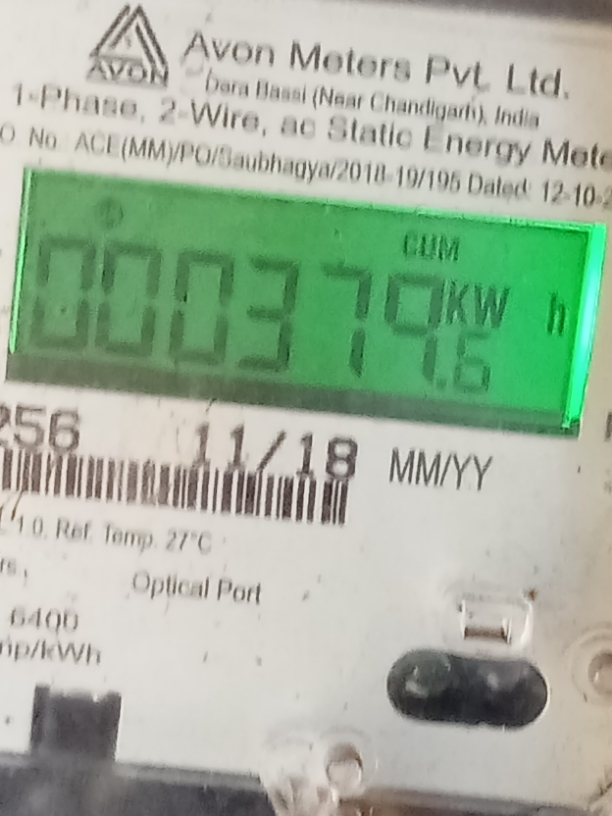 AVON
Avon Meters Pvt. Ltd.
Dera Bassi (Near Chandigarh), India
1-Phase, 2-Wire, ac Static Energy Mete
O No. ACE(MM)/PO/Saubhagya/2018-19/195 Dated: 12-10-2
CUM
000379.6 KW h
256 11/18 MM/YY
1.0, Ref. Temp. 27°C
rs,
Optical Port
6400
mp/kWh